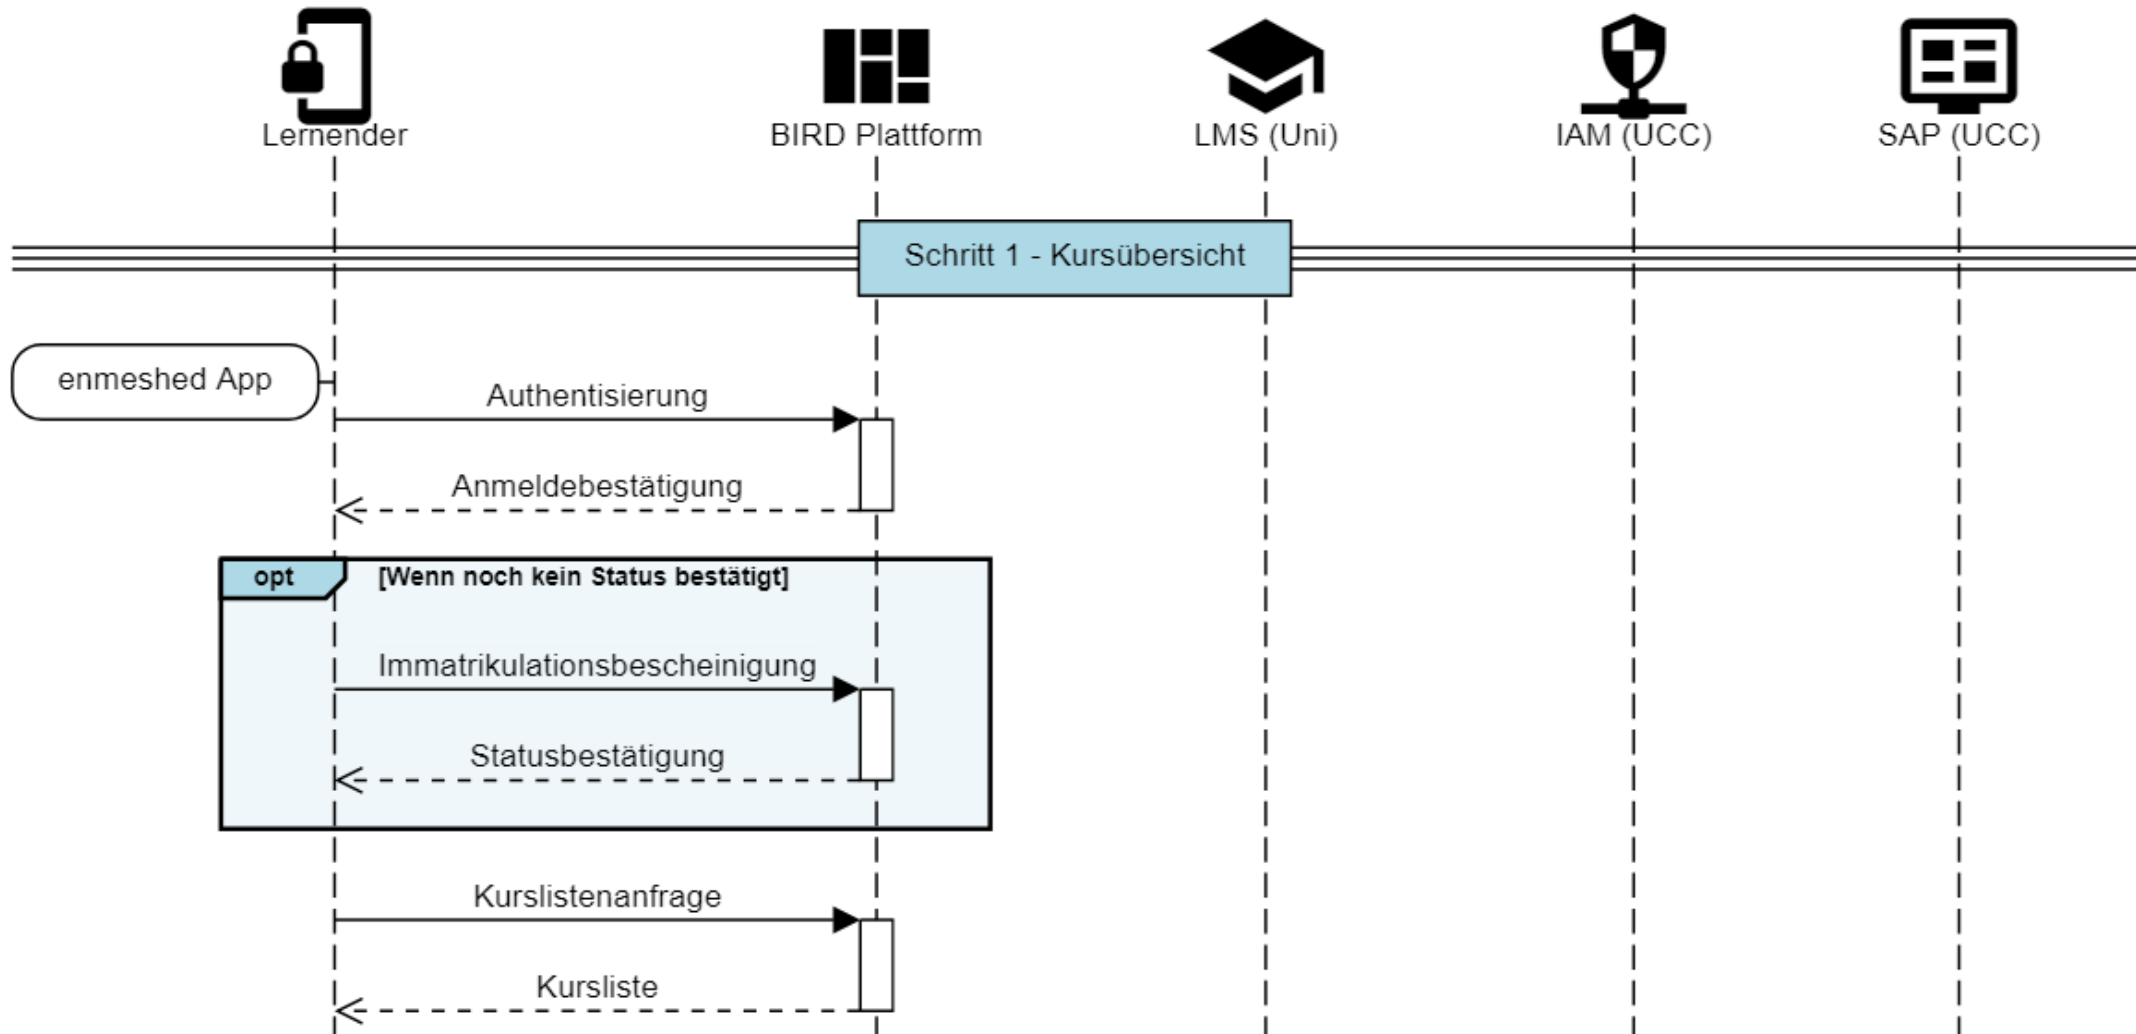 Lernender
BIRD Plattform
LMS (Uni)
IAM (UCC)
SAP (UCC)
Schritt 1 - Kursübersicht
enmeshed App
Authentisierung
Anmeldebestätigung
opt
[Wenn noch kein Status bestätigt]
Immatrikulationsbescheinigung
Statusbestätigung
Kurslistenanfrage
Kursliste